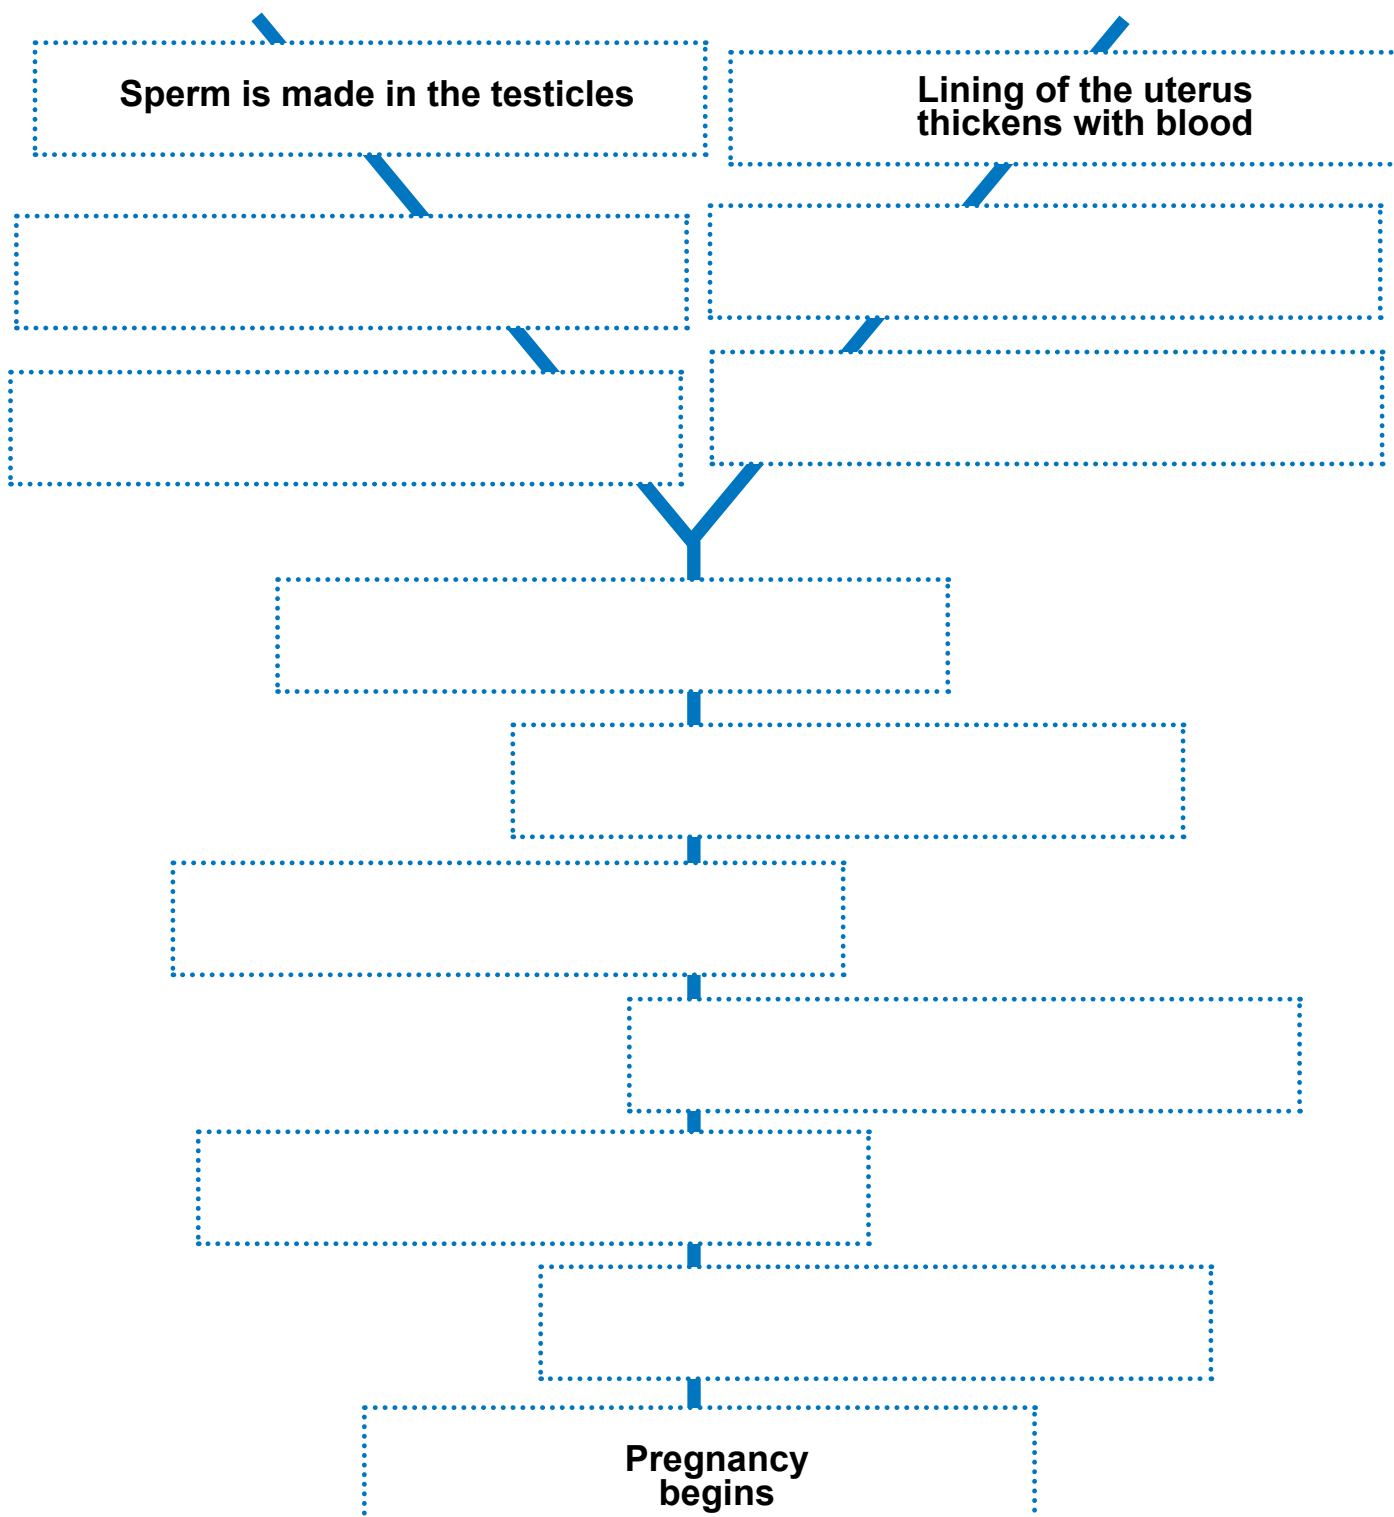 Sperm is made in the testicles
Lining of the uterus
thickens with blood
Pregnancy
begins